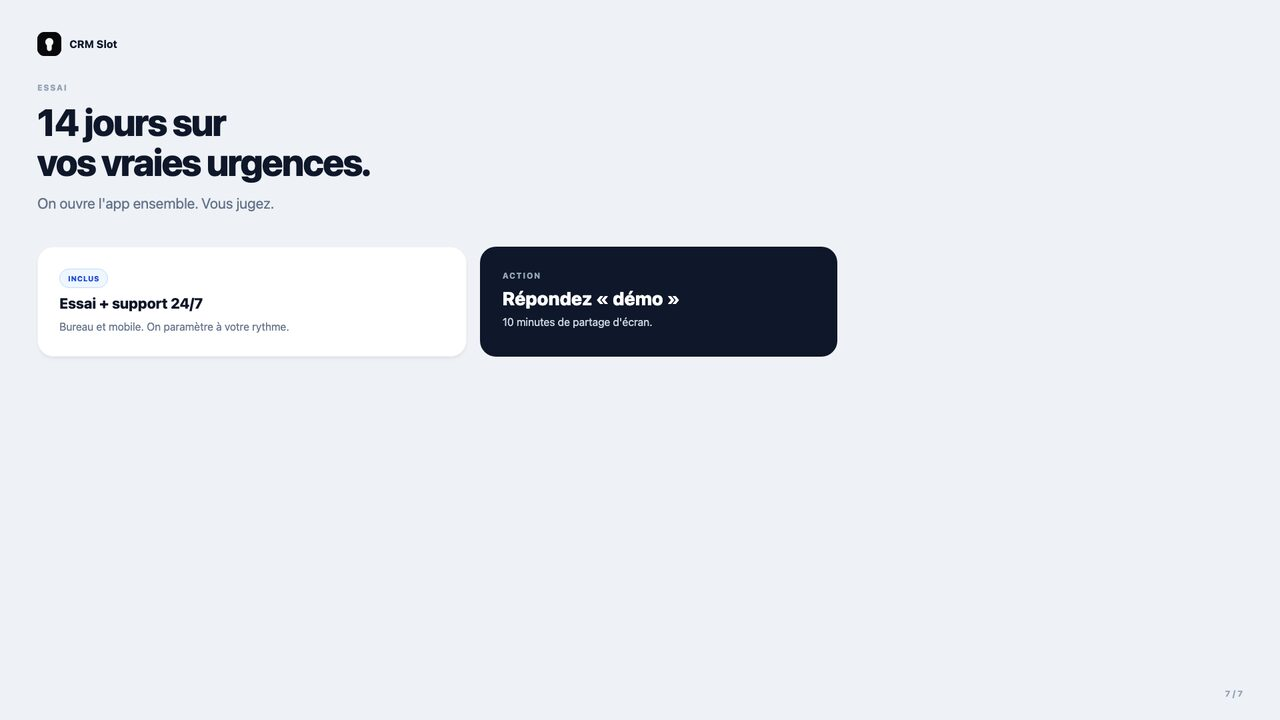 CRM Slot
ESSAI
14 jours sur
vos vraies urgences.
On ouvre l'app ensemble. Vous jugez.
INCLUS
Essai + support 24/7
Bureau et mobile. On paramètre à votre rythme.
ACTION
Répondez « démo »
10 minutes de partage d'écran.
7 / 7